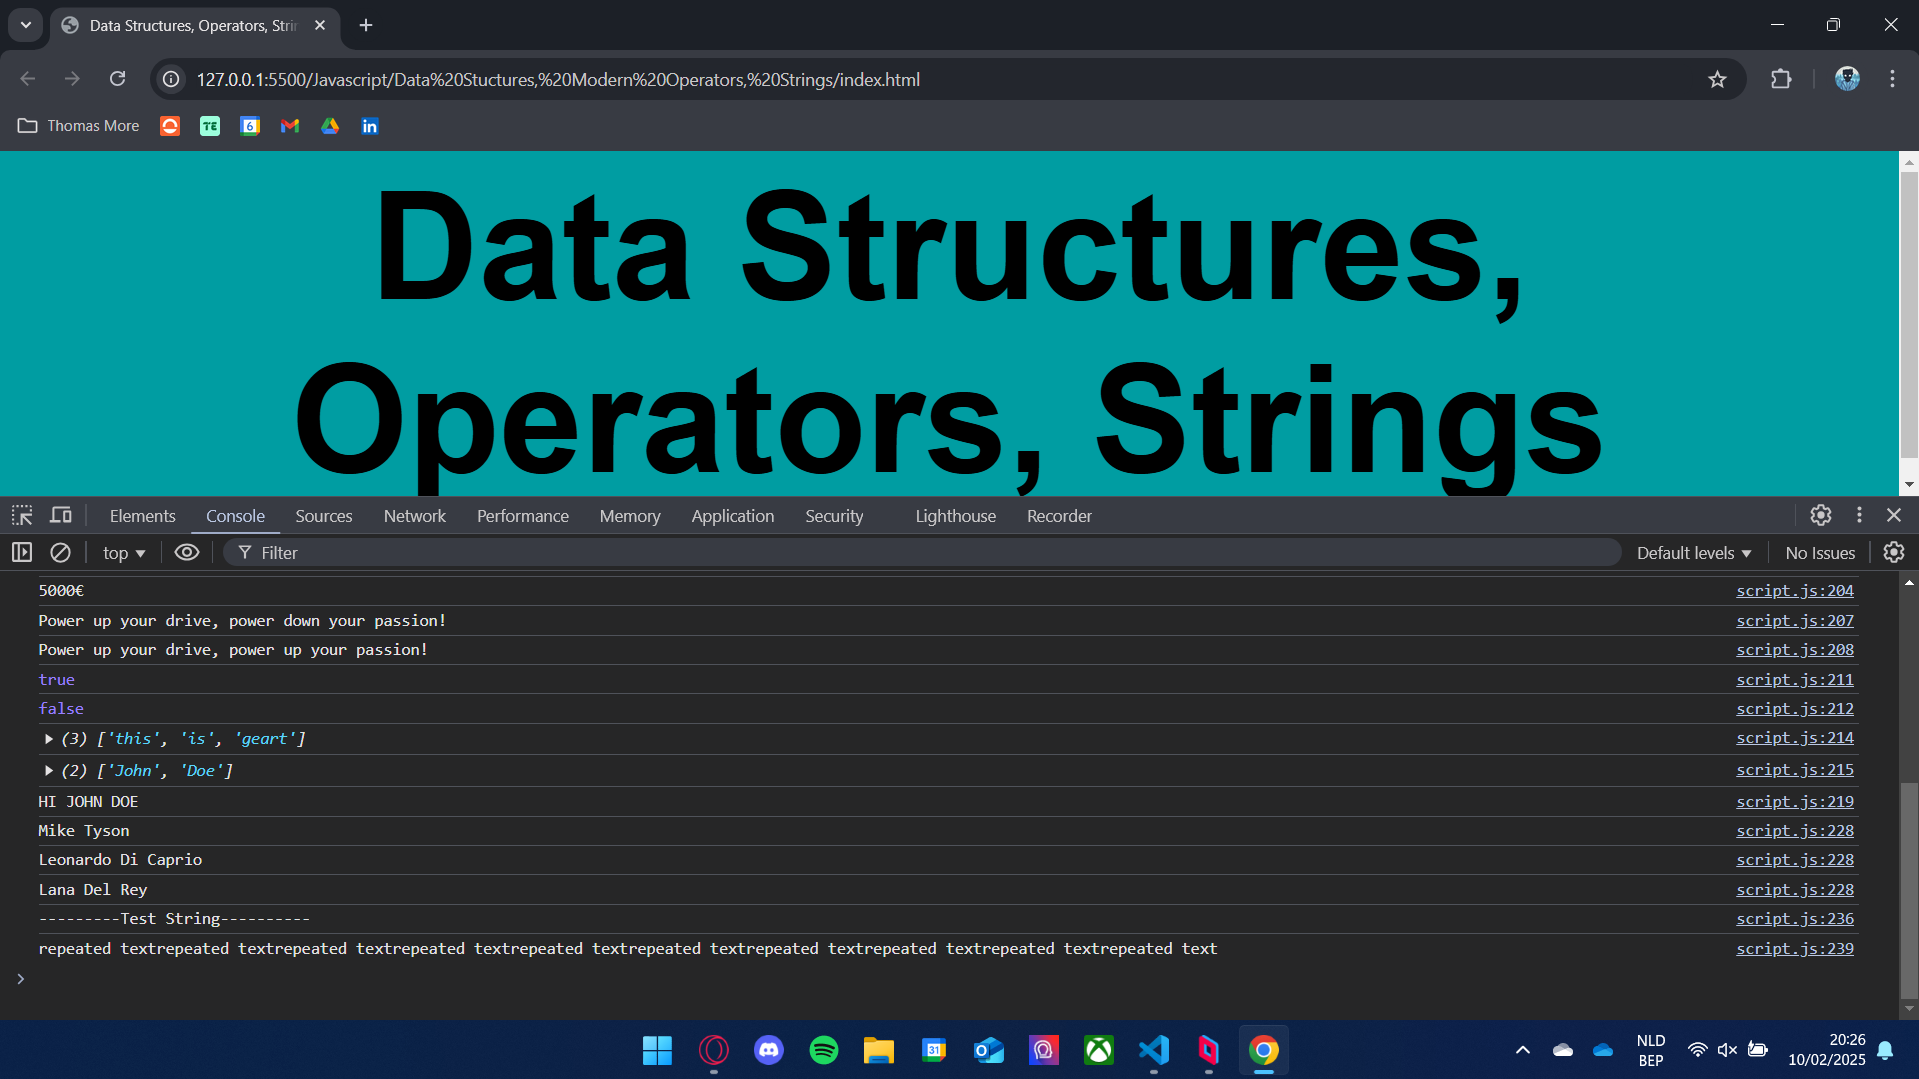 Data Structures, Operators, Strin
127.0.0.1:5500/Javascript/Data%20Stuctures,%20Modern%20Operators,%20Strings/index.html
Thomas More TE 6 in
Data Structures,
Operators, Strings
Elements Console Sources Network Performance Memory Application Security Lighthouse Recorder
top Filter Default levels No Issues
5000€ script.js:204
Power up your drive, power down your passion! script.js:207
Power up your drive, power up your passion! script.js:208
true script.js:211
false script.js:212
(3) ['this', 'is', 'geart'] script.js:214
(2) ['John', 'Doe'] script.js:215
HI JOHN DOE script.js:219
Mike Tyson script.js:228
Leonardo Di Caprio script.js:228
Lana Del Rey script.js:228
---------Test String---------- script.js:236
repeated textrepeated textrepeated textrepeated textrepeated textrepeated textrepeated textrepeated textrepeated textrepeated text script.js:239
31 NLD 20:26
BEP 10/02/2025